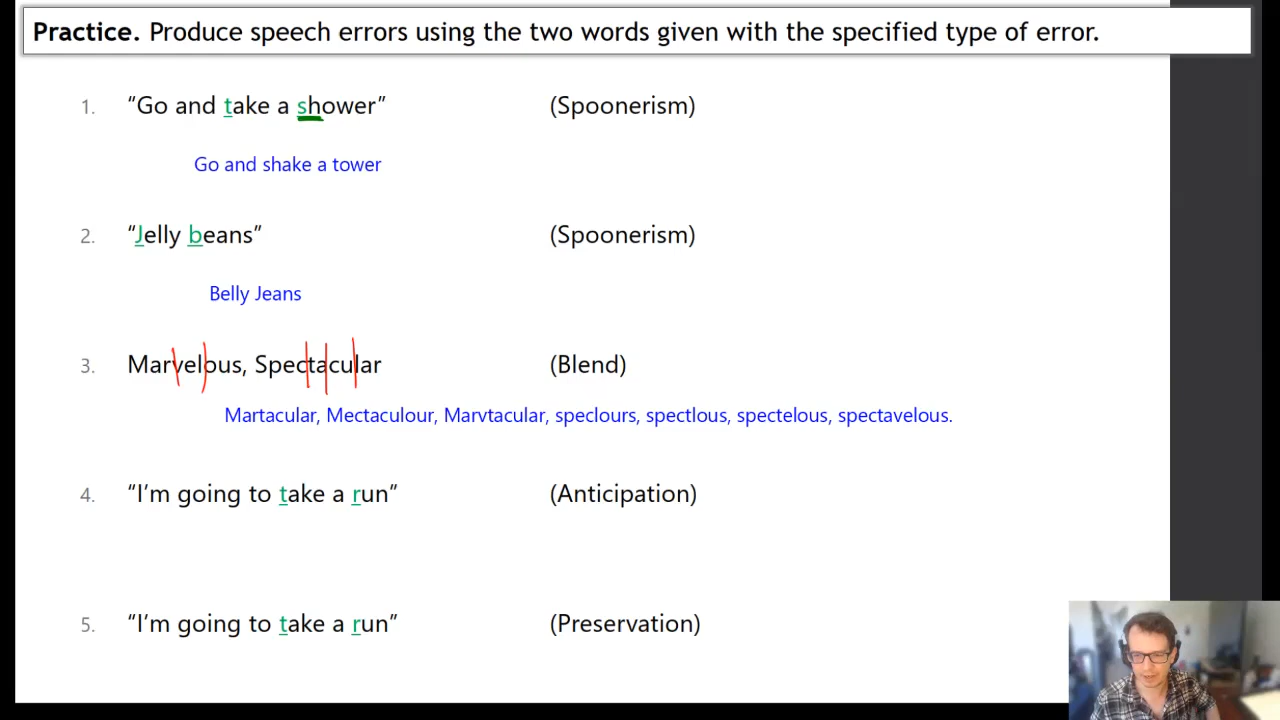 Practice. Produce speech errors using the two words given with the specified type of error.
1. “Go and take a shower” (Spoonerism)
Go and shake a tower
2. “Jelly beans” (Spoonerism)
Belly Jeans
3. Marvelous, Spectacular (Blend)
Martacular, Mectaculour, Marvtacular, speclours, spectlous, spectelous, spectavelous.
4. “I’m going to take a run” (Anticipation)
5. “I’m going to take a run” (Preservation)